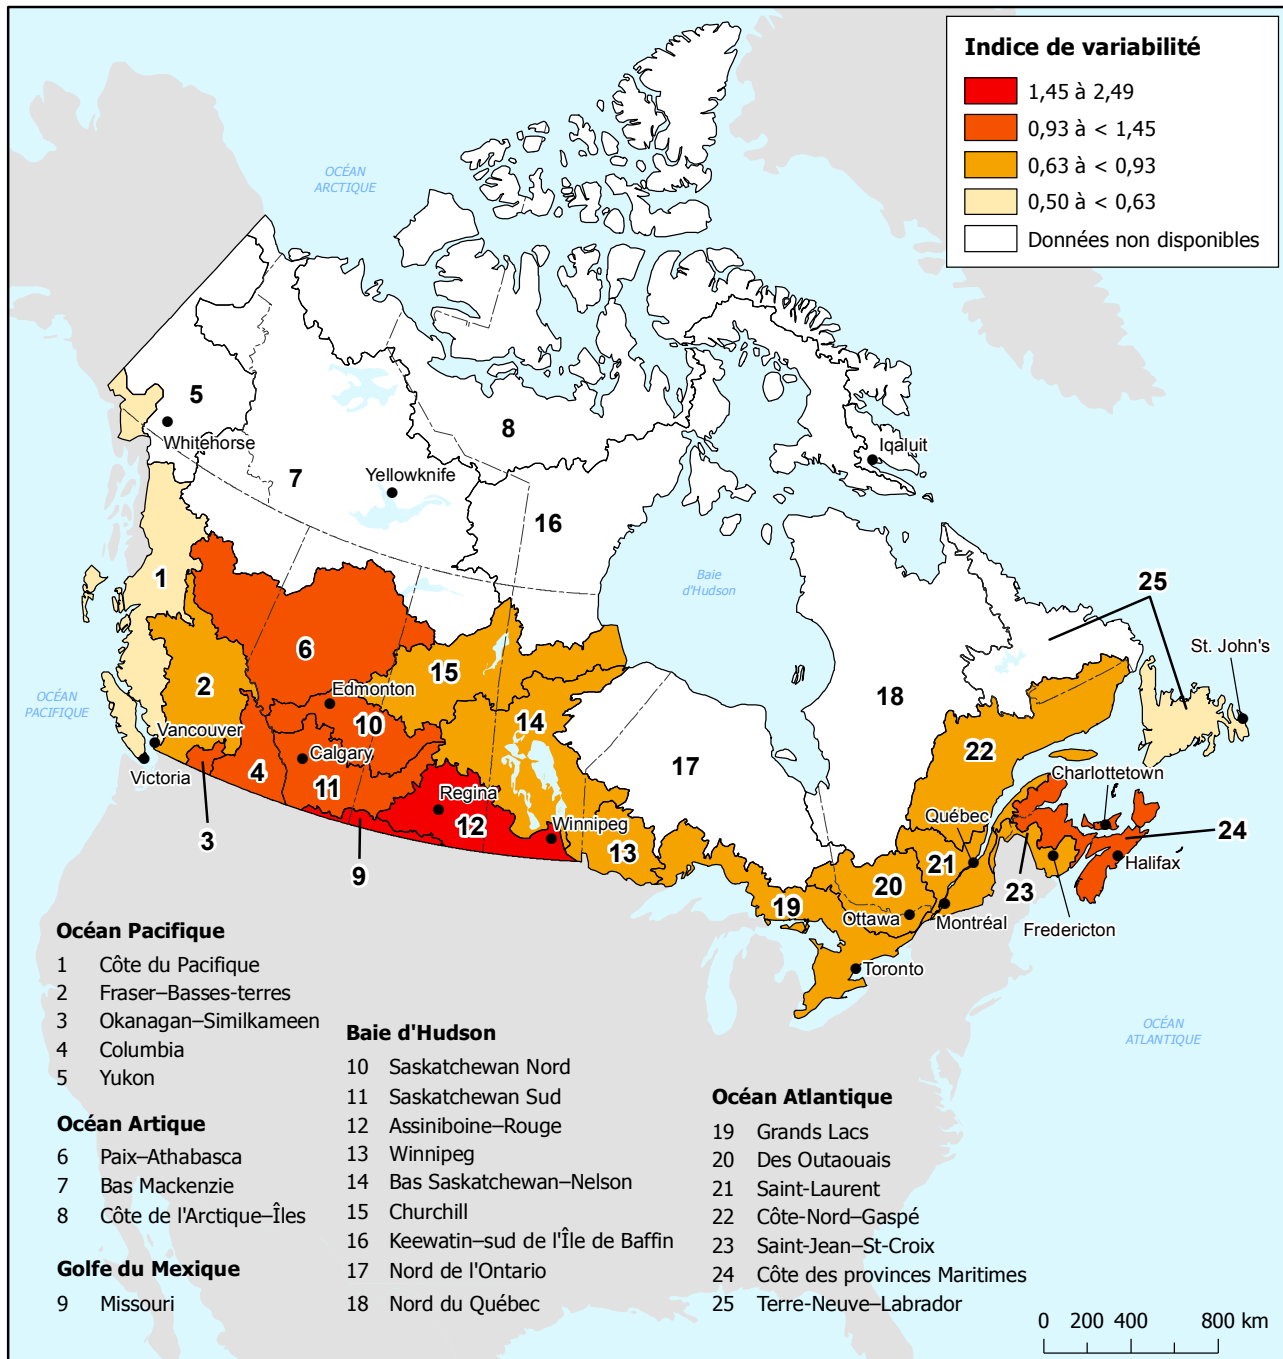 Indice de variabilité
1,45 à 2,49
0,93 à < 1,45
0,63 à < 0,93
0,50 à < 0,63
Données non disponibles
OCÉAN
ARCTIQUE
5
Whitehorse
8
Iqaluit
7
Yellowknife
16
1
Baie
d'Hudson
25
6
15
St. John's
2
Edmonton
18
OCÉAN
PACIFIQUE
10
14
Vancouver
Calgary
22
Victoria
4
11
17
Charlottetown
Regina
3
12
Winnipeg
Québec
24
9
13
21
Halifax
20
23
19
Ottawa
Montréal
Fredericton
Toronto
OCÉAN
ATLANTIQUE
Océan Pacifique
1 Côte du Pacifique
2 Fraser–Basses-terres
3 Okanagan–Similkameen
4 Columbia
5 Yukon
Océan Artique
6 Paix–Athabasca
7 Bas Mackenzie
8 Côte de l'Arctique–Îles
Golfe du Mexique
9 Missouri
Baie d'Hudson
10 Saskatchewan Nord
11 Saskatchewan Sud
12 Assiniboine–Rouge
13 Winnipeg
14 Bas Saskatchewan–Nelson
15 Churchill
16 Keewatin–sud de l'Île de Baffin
17 Nord de l'Ontario
18 Nord du Québec
Océan Atlantique
19 Grands Lacs
20 Des Outaouais
21 Saint-Laurent
22 Côte-Nord–Gaspé
23 Saint-Jean–St-Croix
24 Côte des provinces Maritimes
25 Terre-Neuve–Labrador
0 200 400 800 km